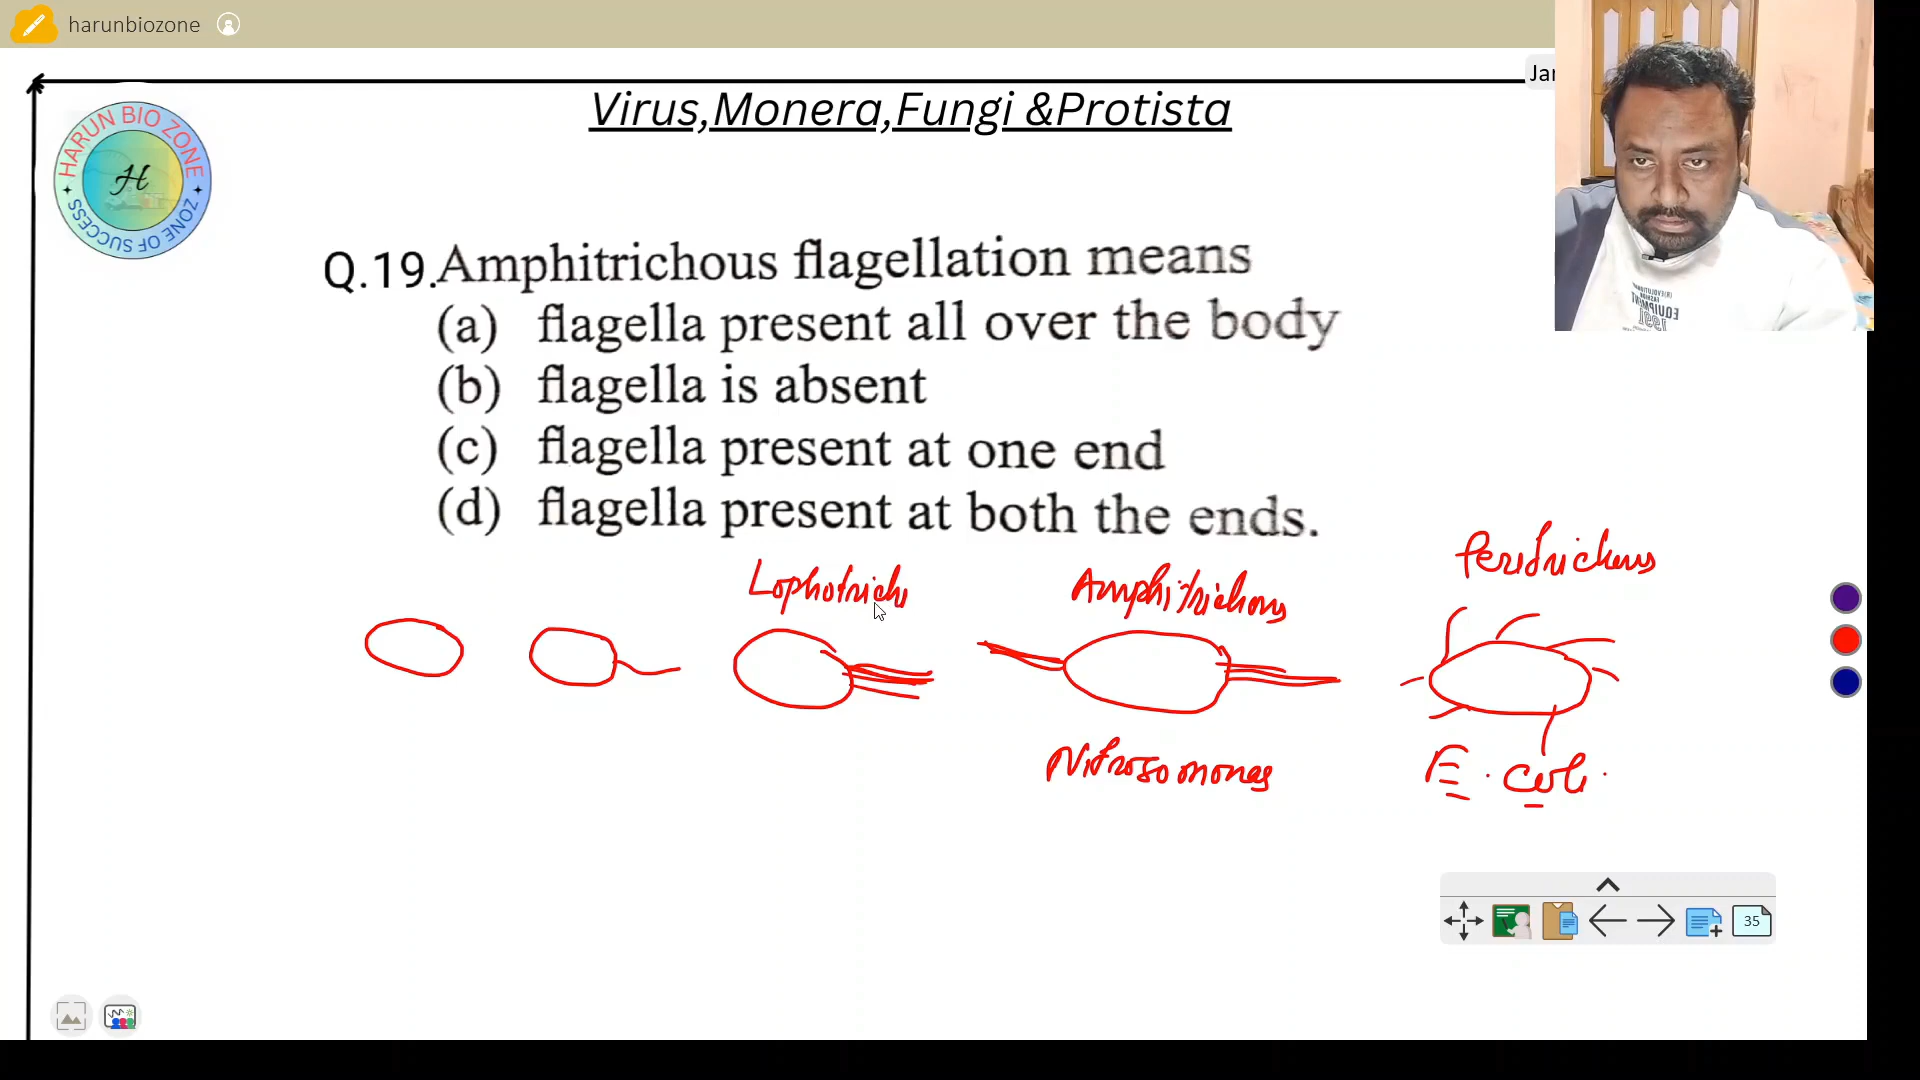 harunbiozone
Jar
Virus,Monera,Fungi &Protista
HARUN BIO ZONE
H
ZONE OF SUCCESS
Q.19.Amphitrichous flagellation means
(a) flagella present all over the body
(b) flagella is absent
(c) flagella present at one end
(d) flagella present at both the ends.
Peritrichous
Lophotrichs
Amphitrichous
Nitrosomonas
E. coli.
35